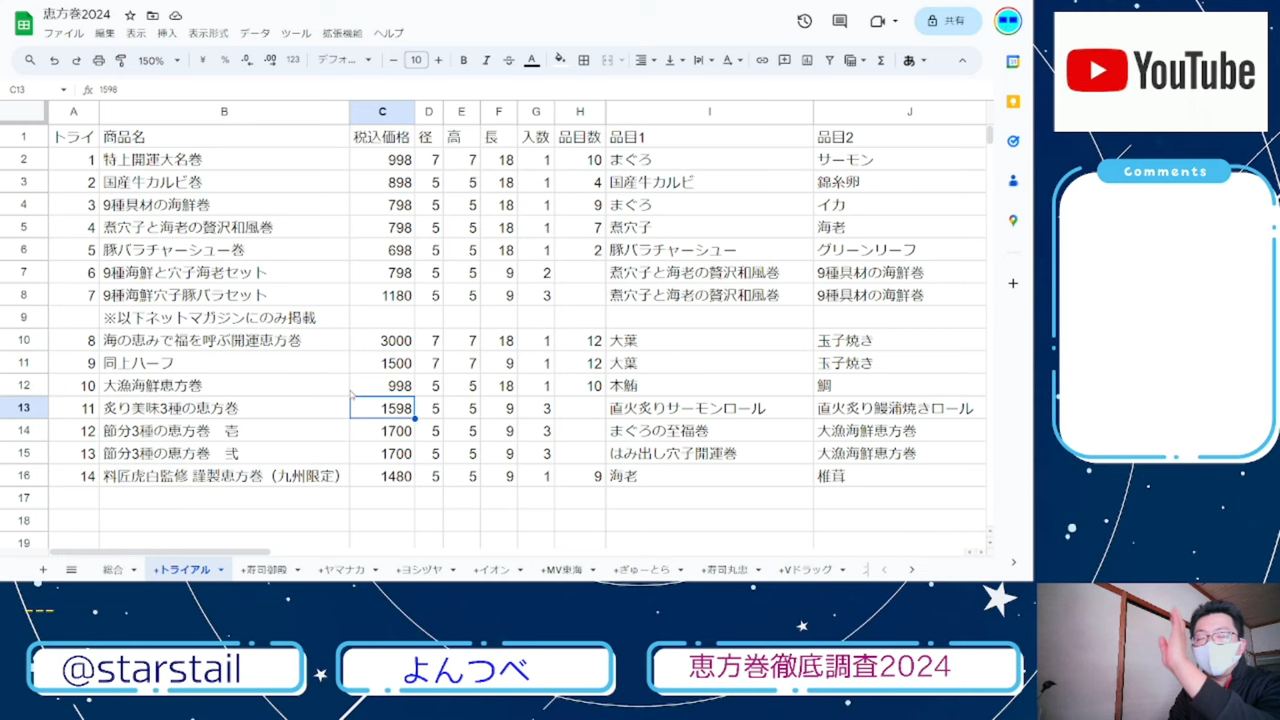 恵方巻2024
ファイル 編集 表示 挿入 表示形式 データ ツール 拡張機能 ヘルプ
共有
150% ¥ % .0 .00 123 デフォ... 10 B I A あ
C13 fx 1598
A B C D E F G H I J
1 トライ 商品名 税込価格 径 高 長 入数 品目数 品目1 品目2
2 1 特上開運大名巻 998 7 7 18 1 10 まぐろ サーモン
3 2 国産牛カルビ巻 898 5 5 18 1 4 国産牛カルビ 錦糸卵
4 3 9種具材の海鮮巻 798 5 5 18 1 9 まぐろ イカ
5 4 煮穴子と海老の贅沢和風巻 798 5 5 18 1 7 煮穴子 海老
6 5 豚バラチャーシュー巻 698 5 5 18 1 2 豚バラチャーシュー グリーンリーフ
7 6 9種海鮮と穴子海老セット 798 5 5 9 2 煮穴子と海老の贅沢和風巻 9種具材の海鮮巻
8 7 9種海鮮穴子豚バラセット 1180 5 5 9 3 煮穴子と海老の贅沢和風巻 9種具材の海鮮巻
9 ※以下ネットマガジンにのみ掲載
10 8 海の恵みで福を呼ぶ開運恵方巻 3000 7 7 18 1 12 大葉 玉子焼き
11 9 同上ハーフ 1500 7 7 9 1 12 大葉 玉子焼き
12 10 大漁海鮮恵方巻 998 5 5 18 1 10 本鮪 鯛
13 11 炙り美味3種の恵方巻 1598 5 5 9 3 直火炙りサーモンロール 直火炙り鰻蒲焼きロール
14 12 節分3種の恵方巻 壱 1700 5 5 9 3 まぐろの至福巻 大漁海鮮恵方巻
15 13 節分3種の恵方巻 弐 1700 5 5 9 3 はみ出し穴子開運巻 大漁海鮮恵方巻
16 14 料匠虎白監修 謹製恵方巻（九州限定） 1480 5 5 9 1 9 海老 椎茸
17
18
19
総合 +トライアル +寿司御殿 +ヤマナカ +ヨシヅヤ +イオン +MV東海 +ぎゅーとら +寿司丸忠 +Vドラッグ
YouTube
Comments
@starstail
よんつべ
恵方巻徹底調査2024